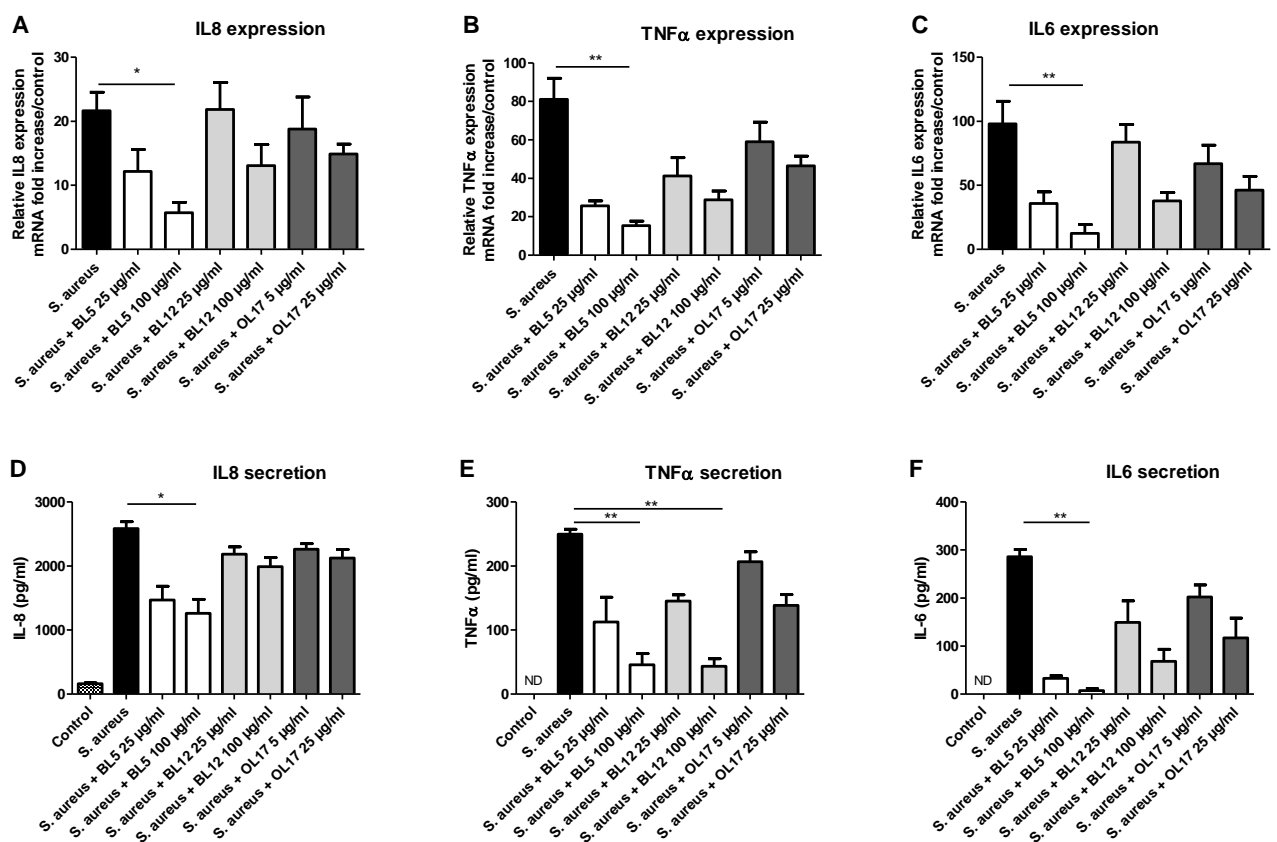 A
IL8 expression
Relative IL8 expression
mRNA fold increase/control
30
20
10
0
*
S. aureus
S. aureus + BL5 25 µg/ml
S. aureus + BL5 100 µg/ml
S. aureus + BL12 25 µg/ml
S. aureus + BL12 100 µg/ml
S. aureus + OL17 5 µg/ml
S. aureus + OL17 25 µg/ml
B
TNFα expression
Relative TNFα expression
mRNA fold increase/control
100
80
60
40
20
0
**
S. aureus
S. aureus + BL5 25 µg/ml
S. aureus + BL5 100 µg/ml
S. aureus + BL12 25 µg/ml
S. aureus + BL12 100 µg/ml
S. aureus + OL17 5 µg/ml
S. aureus + OL17 25 µg/ml
C
IL6 expression
Relative IL6 expression
mRNA fold increase/control
150
100
50
0
**
S. aureus
S. aureus + BL5 25 µg/ml
S. aureus + BL5 100 µg/ml
S. aureus + BL12 25 µg/ml
S. aureus + BL12 100 µg/ml
S. aureus + OL17 5 µg/ml
S. aureus + OL17 25 µg/ml
D
IL8 secretion
IL-8 (pg/ml)
3000
2000
1000
0
*
Control
S. aureus
S. aureus + BL5 25 µg/ml
S. aureus + BL5 100 µg/ml
S. aureus + BL12 25 µg/ml
S. aureus + BL12 100 µg/ml
S. aureus + OL17 5 µg/ml
S. aureus + OL17 25 µg/ml
E
TNFα secretion
TNFα (pg/ml)
300
200
100
0
**
**
ND
Control
S. aureus
S. aureus + BL5 25 µg/ml
S. aureus + BL5 100 µg/ml
S. aureus + BL12 25 µg/ml
S. aureus + BL12 100 µg/ml
S. aureus + OL17 5 µg/ml
S. aureus + OL17 25 µg/ml
F
IL6 secretion
IL-6 (pg/ml)
400
300
200
100
0
**
ND
Control
S. aureus
S. aureus + BL5 25 µg/ml
S. aureus + BL5 100 µg/ml
S. aureus + BL12 25 µg/ml
S. aureus + BL12 100 µg/ml
S. aureus + OL17 5 µg/ml
S. aureus + OL17 25 µg/ml